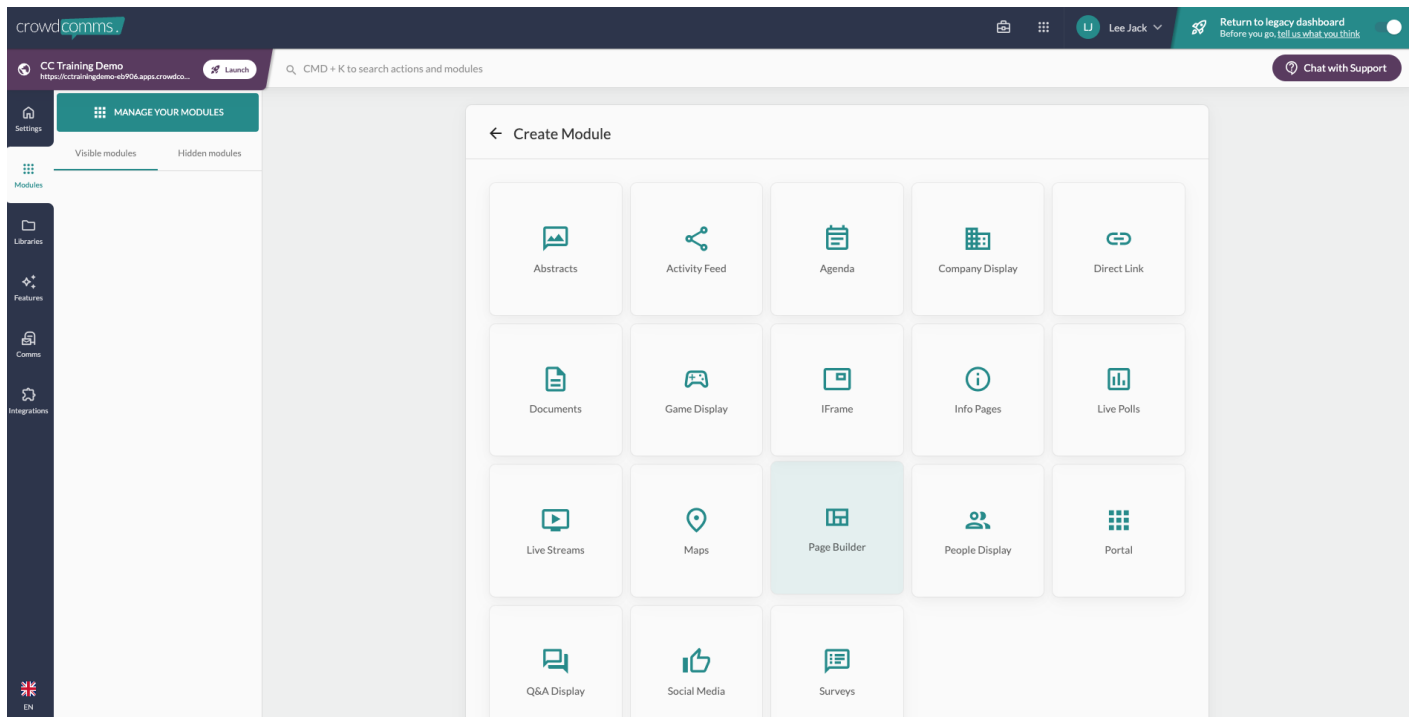 crowdcomms.
LJ
Lee Jack
Return to legacy dashboard
Before you go, tell us what you think
CC Training Demo
https://cctrainingdemo-eb906.apps.crowdco...
Launch
CMD + K to search actions and modules
Chat with Support
Settings
Modules
Libraries
Features
Comms
Integrations
EN
MANAGE YOUR MODULES
Visible modules
Hidden modules
Create Module
Abstracts
Activity Feed
Agenda
Company Display
Direct Link
Documents
Game Display
IFrame
Info Pages
Live Polls
Live Streams
Maps
Page Builder
People Display
Portal
Q&A Display
Social Media
Surveys